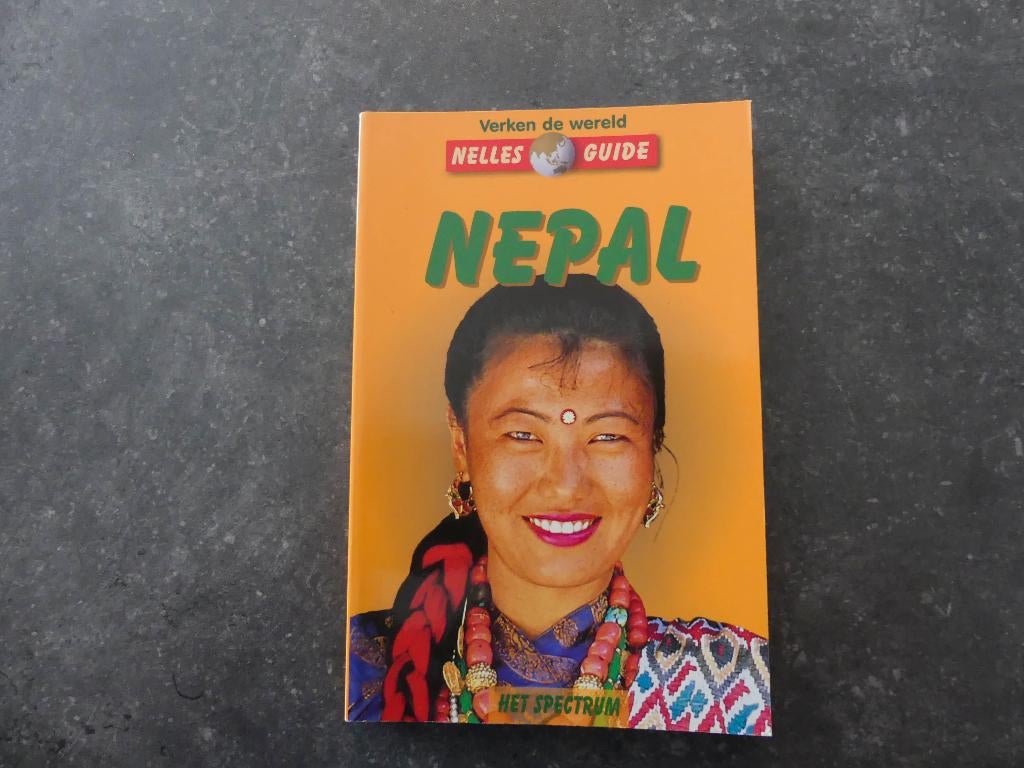 Verken de wereld
NELLES GUIDE
NEPAL
HET SPECTRUM